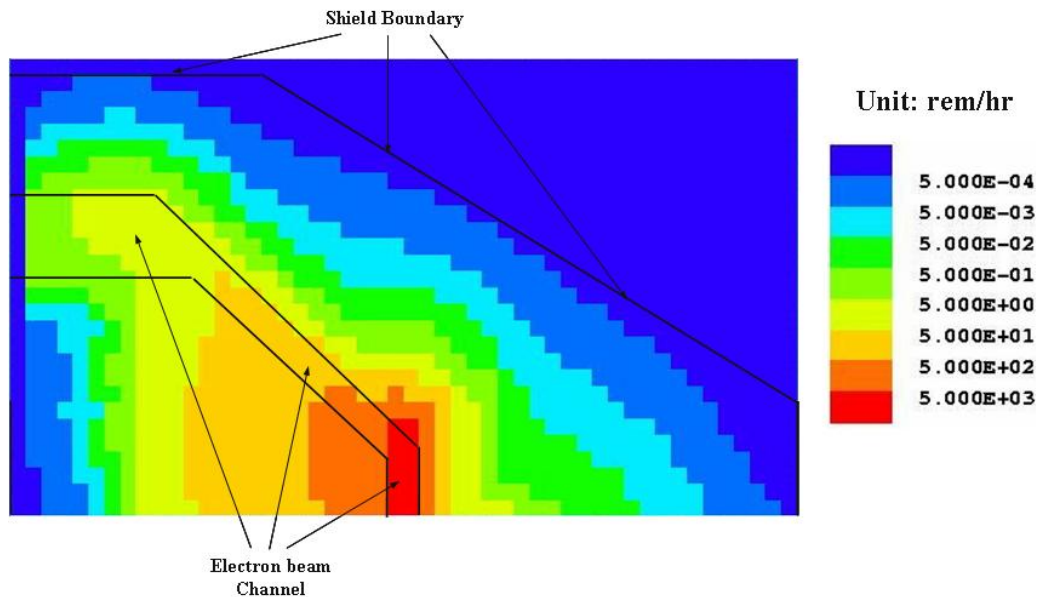 Shield Boundary
Unit: rem/hr
5.000E-04
5.000E-03
5.000E-02
5.000E-01
5.000E+00
5.000E+01
5.000E+02
5.000E+03
Electron beam
Channel